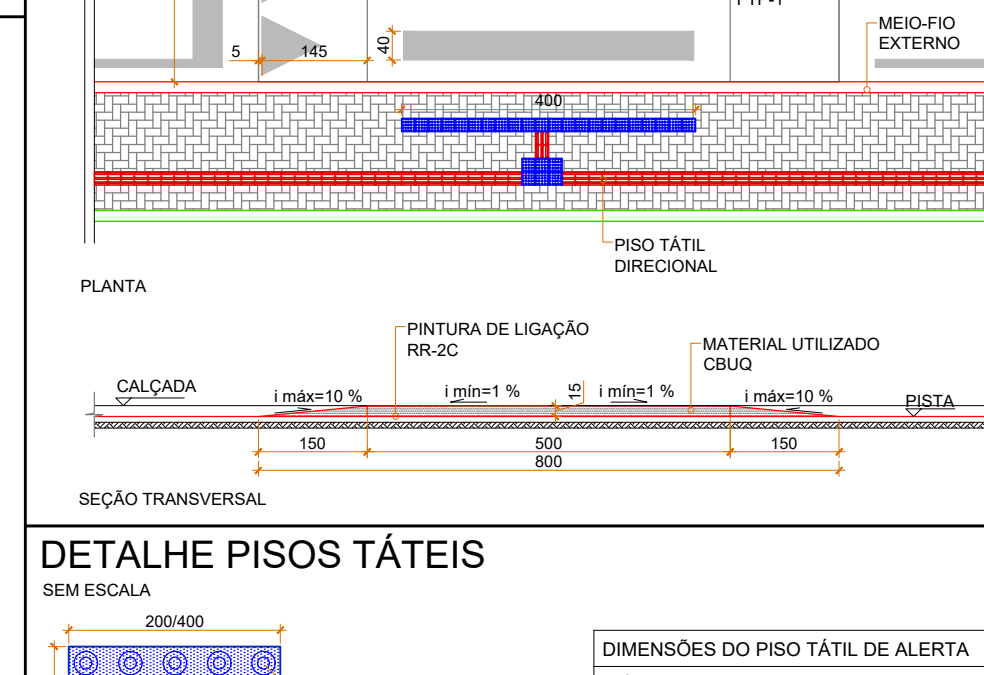 MEIO-FIO
EXTERNO
5
145
40
400
PISO TÁTIL
DIRECIONAL
PLANTA
PINTURA DE LIGAÇÃO
RR-2C
MATERIAL UTILIZADO
CBUQ
CALÇADA
i máx=10 %
i mín=1 %
15
i mín=1 %
i máx=10 %
PISTA
150
500
150
800
SEÇÃO TRANSVERSAL
DETALHE PISOS TÁTEIS
SEM ESCALA
200/400
DIMENSÕES DO PISO TÁTIL DE ALERTA